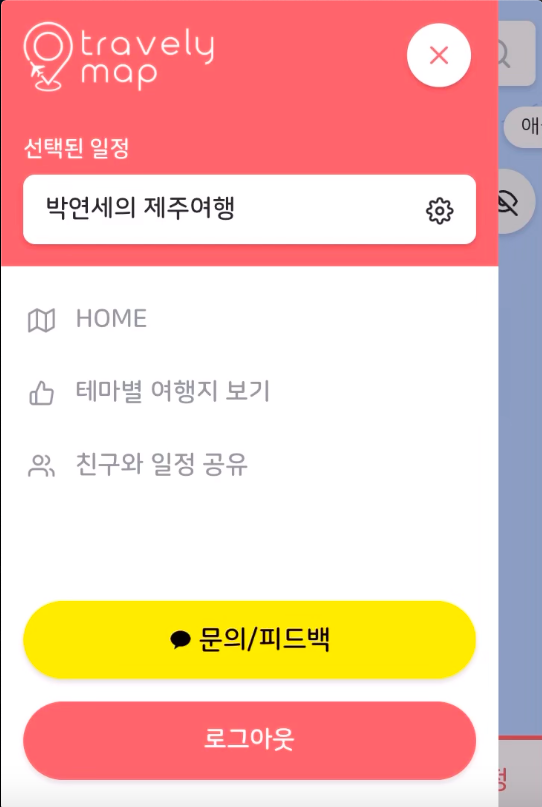 travely
map
선택된 일정
박연세의 제주여행
HOME
테마별 여행지 보기
친구와 일정 공유
문의/피드백
로그아웃
애
정